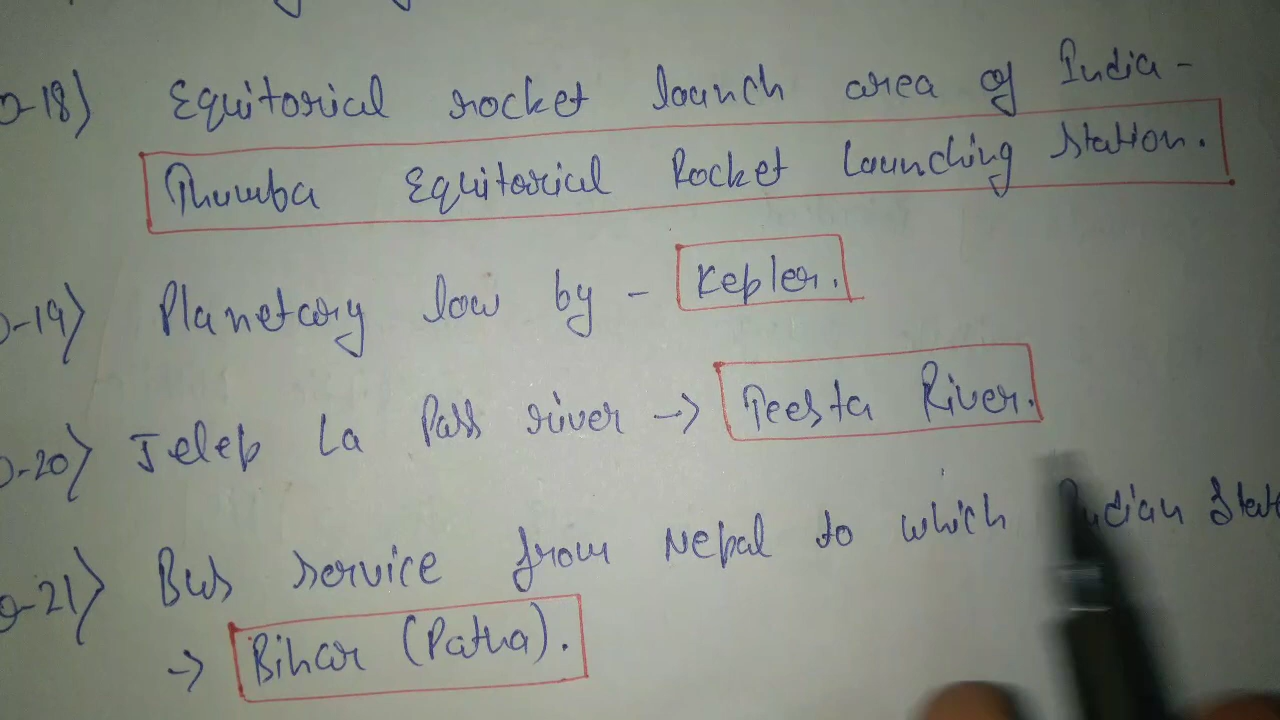 Q-18) Equitorial rocket launch area of India -
Thumba Equitorial Rocket Launching Station.
Q-19) Planetary law by - Kepler.
Q-20) Jelep La Pass river → Teesta River.
Q-21) Bus service from Nepal to which Indian State
→ Bihar (Patna).